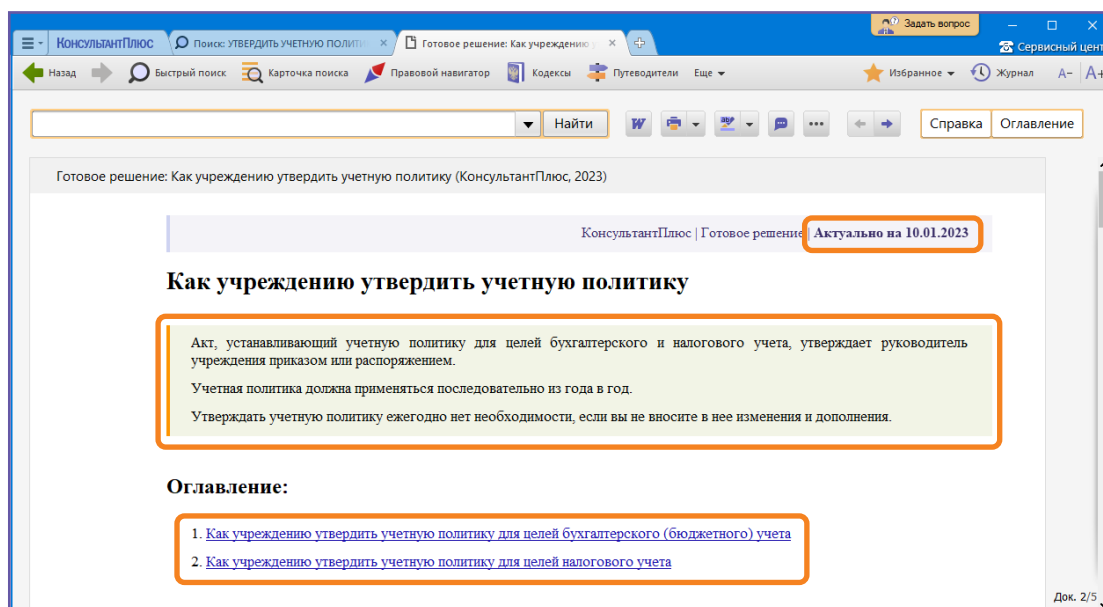 Задать вопрос
КонсультантПлюс Поиск: УТВЕРДИТЬ УЧЕТНУЮ ПОЛИТИ Готовое решение: Как учреждению
Сервисный цент
Назад Быстрый поиск Карточка поиска Правовой навигатор Кодексы Путеводители Еще Избранное Журнал A- A+
Найти W Справка Оглавление
Готовое решение: Как учреждению утвердить учетную политику (КонсультантПлюс, 2023)
КонсультантПлюс | Готовое решение | Актуально на 10.01.2023
Как учреждению утвердить учетную политику
Акт, устанавливающий учетную политику для целей бухгалтерского и налогового учета, утверждает руководитель
учреждения приказом или распоряжением.
Учетная политика должна применяться последовательно из года в год.
Утверждать учетную политику ежегодно нет необходимости, если вы не вносите в нее изменения и дополнения.
Оглавление:
1. Как учреждению утвердить учетную политику для целей бухгалтерского (бюджетного) учета
2. Как учреждению утвердить учетную политику для целей налогового учета
Док. 2/5